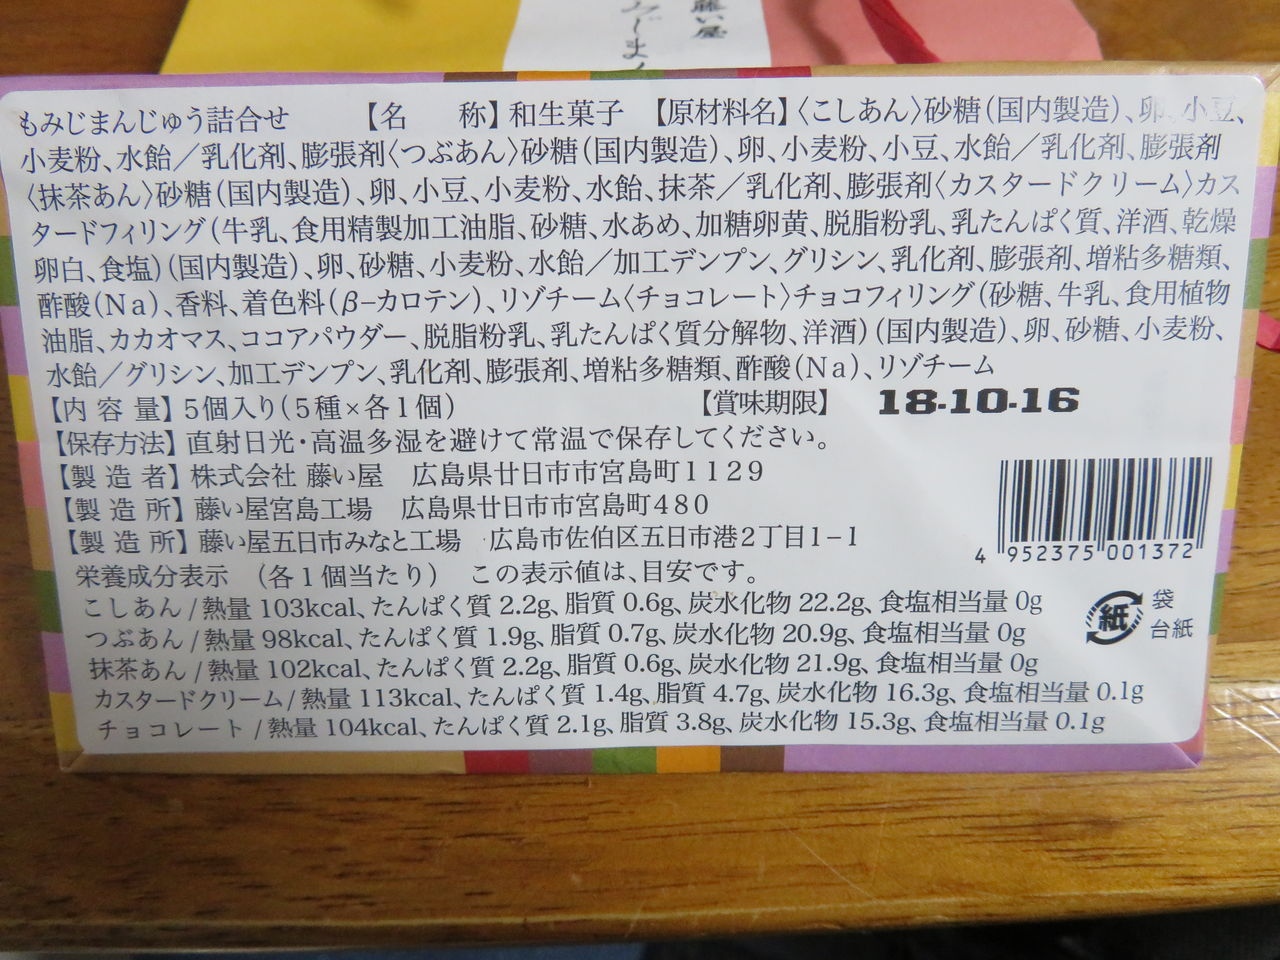 藤い屋
みじま
もみじまんじゅう詰合せ 【名 称】和生菓子 【原材料名】〈こしあん〉砂糖(国内製造)、卵、小豆、
小麦粉、水飴／乳化剤、膨張剤〈つぶあん〉砂糖(国内製造)、卵、小麦粉、小豆、水飴／乳化剤、膨張剤
〈抹茶あん〉砂糖(国内製造)、卵、小豆、小麦粉、水飴、抹茶／乳化剤、膨張剤〈カスタードクリーム〉カス
タードフィリング(牛乳、食用精製加工油脂、砂糖、水あめ、加糖卵黄、脱脂粉乳、乳たんぱく質、洋酒、乾燥
卵白、食塩)(国内製造)、卵、砂糖、小麦粉、水飴／加工デンプン、グリシン、乳化剤、膨張剤、増粘多糖類、
酢酸(Na)、香料、着色料(β−カロテン)、リゾチーム〈チョコレート〉チョコフィリング(砂糖、牛乳、食用植物
油脂、カカオマス、ココアパウダー、脱脂粉乳、乳たんぱく質分解物、洋酒)(国内製造)、卵、砂糖、小麦粉、
水飴／グリシン、加工デンプン、乳化剤、膨張剤、増粘多糖類、酢酸(Na)、リゾチーム
【内 容 量】5個入り(5種×各1個) 【賞味期限】 18.10.16
【保存方法】直射日光・高温多湿を避けて常温で保存してください。
【製 造 者】株式会社 藤い屋 広島県廿日市市宮島町1129
【製 造 所】藤い屋宮島工場 広島県廿日市市宮島町480
【製 造 所】藤い屋五日市みなと工場 広島市佐伯区五日市港2丁目1−1
4 952375 001372
栄養成分表示 (各1個当たり) この表示値は、目安です。
こしあん/熱量 103kcal、たんぱく質 2.2g、脂質 0.6g、炭水化物 22.2g、食塩相当量 0g
つぶあん/熱量 98kcal、たんぱく質 1.9g、脂質 0.7g、炭水化物 20.9g、食塩相当量 0g
抹茶あん/熱量 102kcal、たんぱく質 2.2g、脂質 0.6g、炭水化物 21.9g、食塩相当量 0g
カスタードクリーム/熱量 113kcal、たんぱく質 1.4g、脂質 4.7g、炭水化物 16.3g、食塩相当量 0.1g
チョコレート/熱量 104kcal、たんぱく質 2.1g、脂質 3.8g、炭水化物 15.3g、食塩相当量 0.1g
紙
袋
台紙